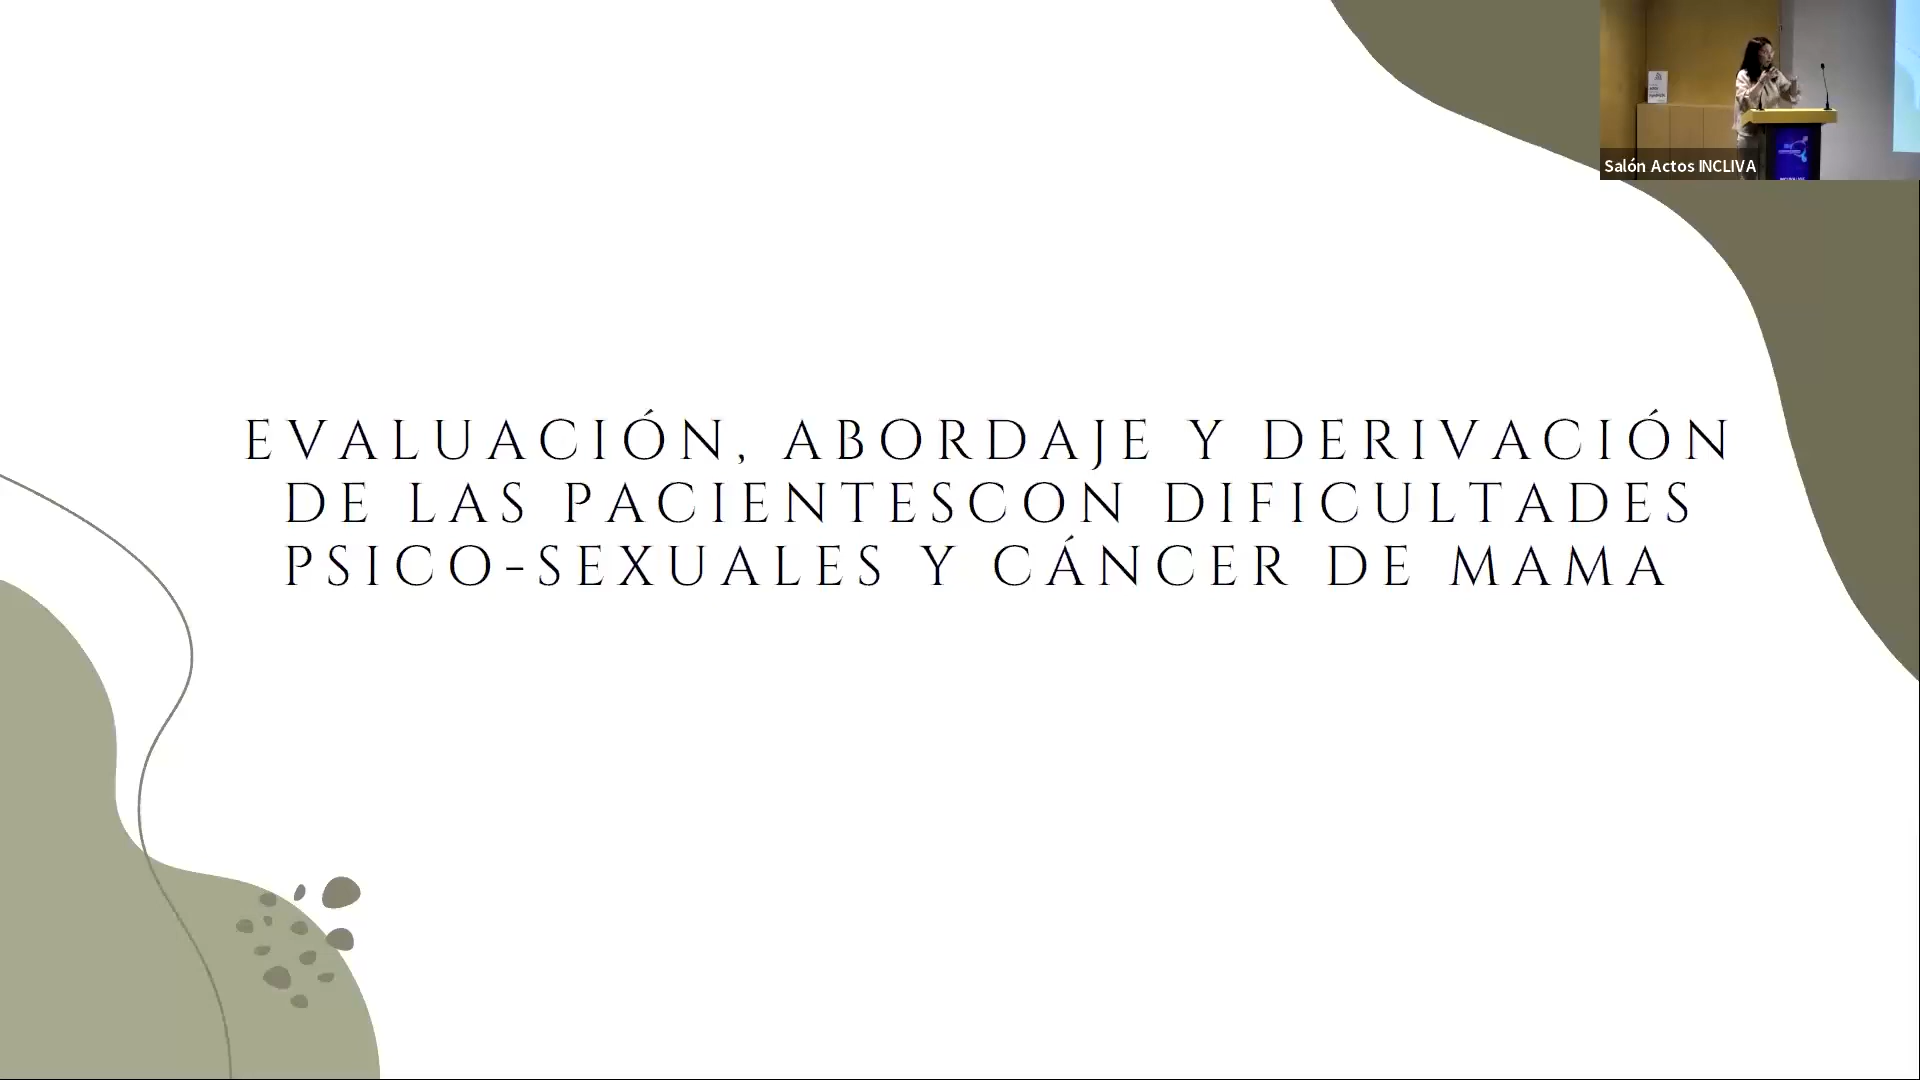 EVALUACIÓN, ABORDAJE Y DERIVACIÓN
DE LAS PACIENTESCON DIFICULTADES
PSICO-SEXUALES Y CÁNCER DE MAMA
Salón Actos INCLIVA